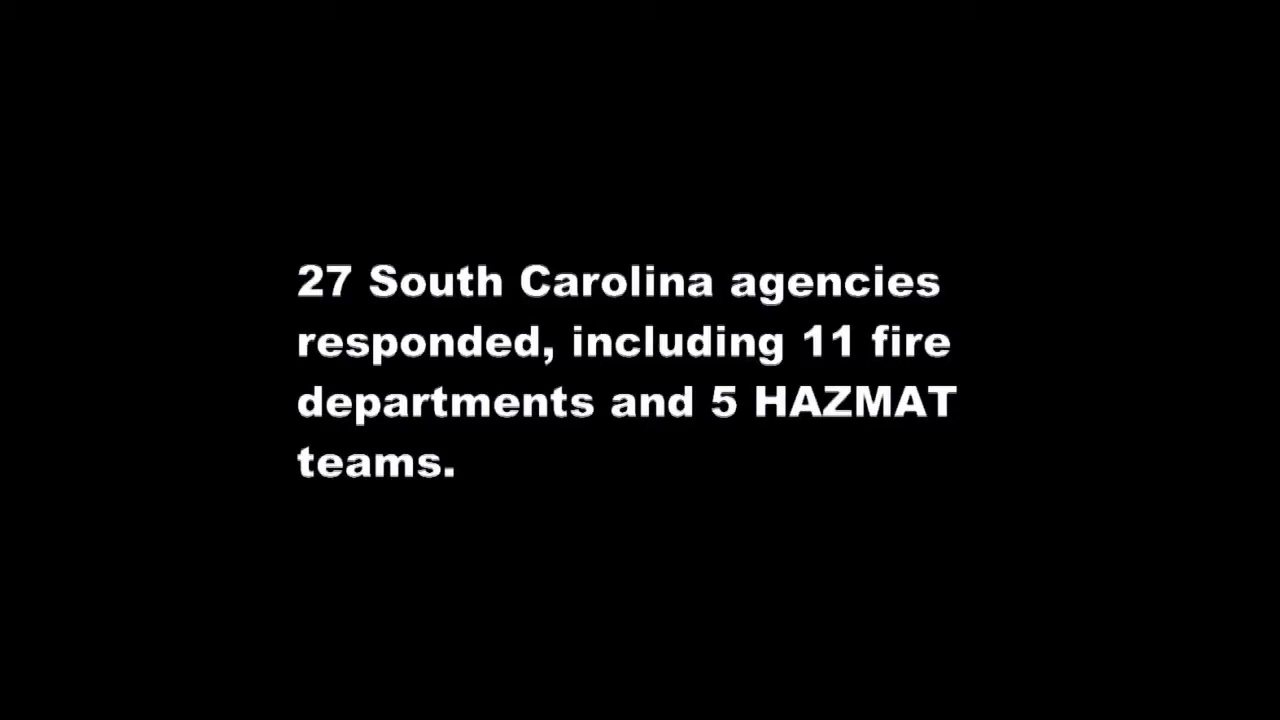 27 South Carolina agencies
responded, including 11 fire
departments and 5 HAZMAT
teams.